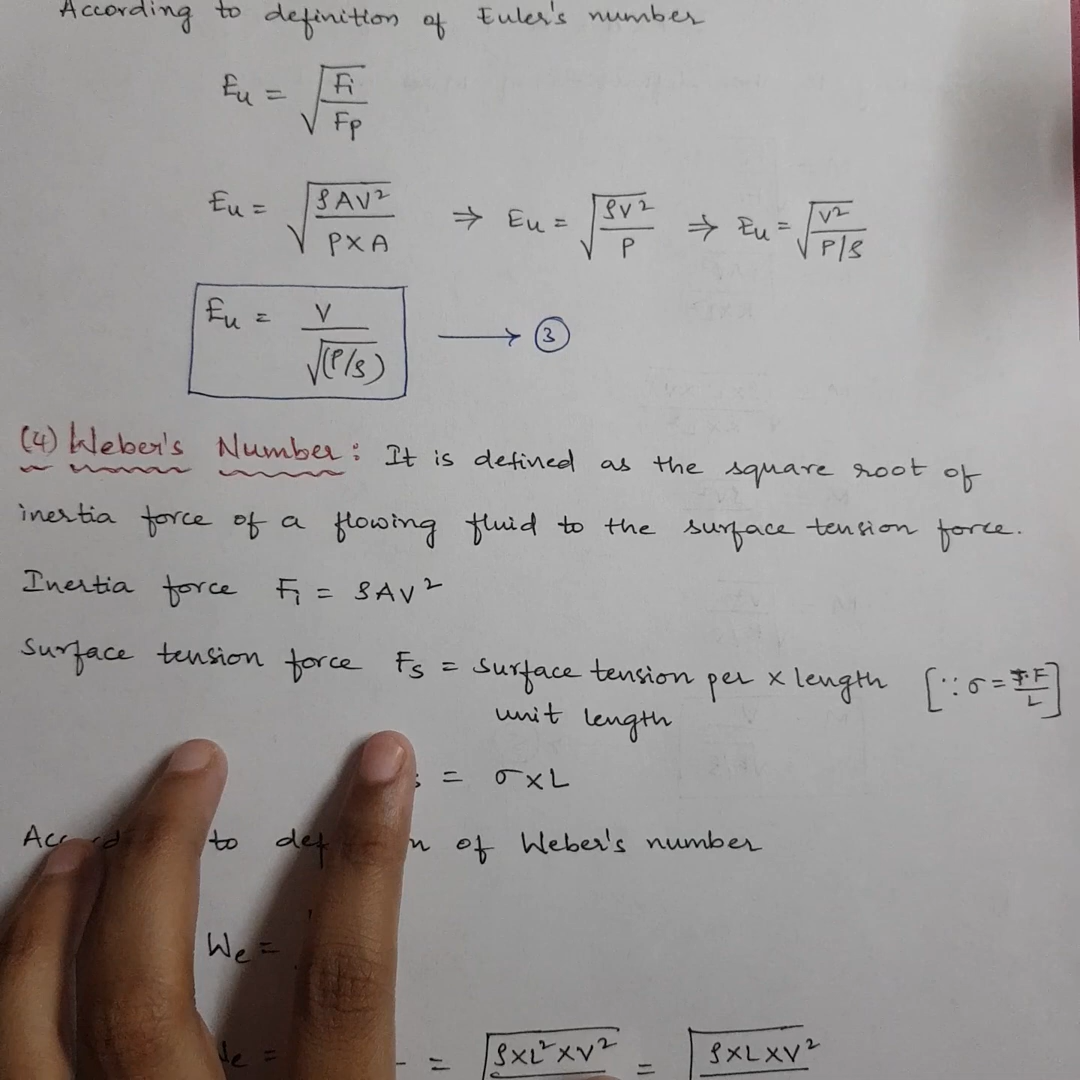 According to definition of Euler's number
Eu = √(Fi/Fp)
Eu = √(ρAV²/P×A) ⇒ Eu = √(ρV²/P) ⇒ Eu = √(V²/P/ρ)
Eu = V/√(P/ρ) → ③
(4) Weber's Number: It is defined as the square root of
inertia force of a flowing fluid to the surface tension force.
Inertia force Fi = ρAV²
Surface tension force Fs = surface tension per × length [∵ σ = F/L]
unit length
= σ×L
to of Weber's number
We =
= √ρ×L²×V² = √ρ×L×V²